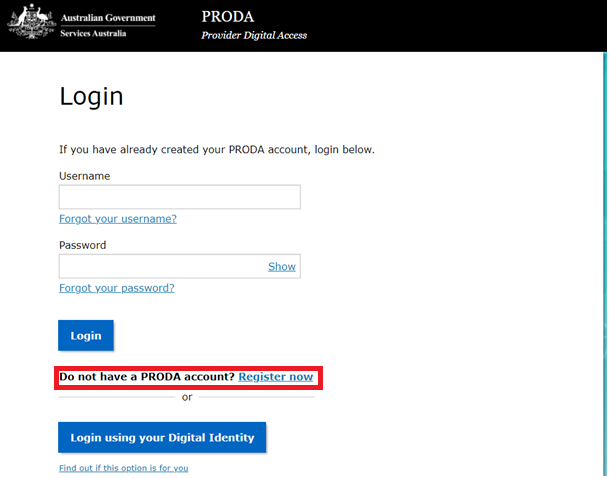 Australian Government
Services Australia
PRODA
Provider Digital Access
Login
If you have already created your PRODA account, login below.
Username
Forgot your username?
Password
Show
Forgot your password?
Login
Do not have a PRODA account? Register now
or
Login using your Digital Identity
Find out if this option is for you